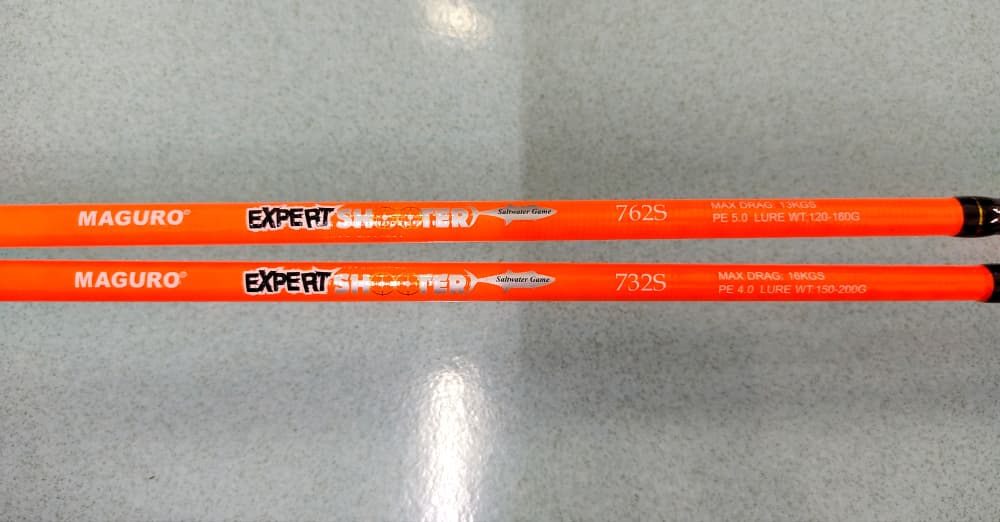 MAGURO® EXPERT SHOOTER Saltwater Game 762S MAX DRAG: 13KGS
PE 5.0 LURE WT:120-160G
MAGURO® EXPERT SHOOTER Saltwater Game 732S MAX DRAG: 16KGS
PE 4.0 LURE WT:150-200G